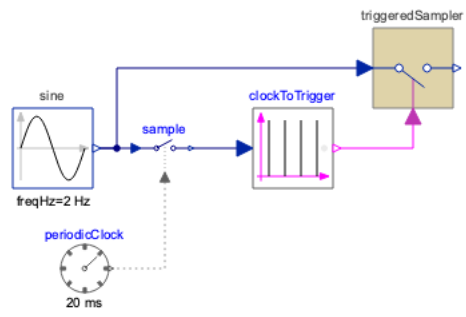 triggeredSampler
sine
clockToTrigger
sample
freqHz=2 Hz
periodicClock
20 ms